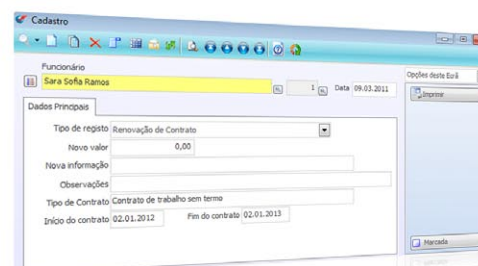 Cadastro
Funcionário
Opções deste Ecrã
Sara Sofia Ramos
1
Data 09.03.2011
Imprimir
Dados Principais
Tipo de registo Renovação de Contrato
Novo valor 0,00
Nova informação
Observações
Tipo de Contrato Contrato de trabalho sem termo
Início do contrato 02.01.2012 Fim do contrato 02.01.2013
Marcada